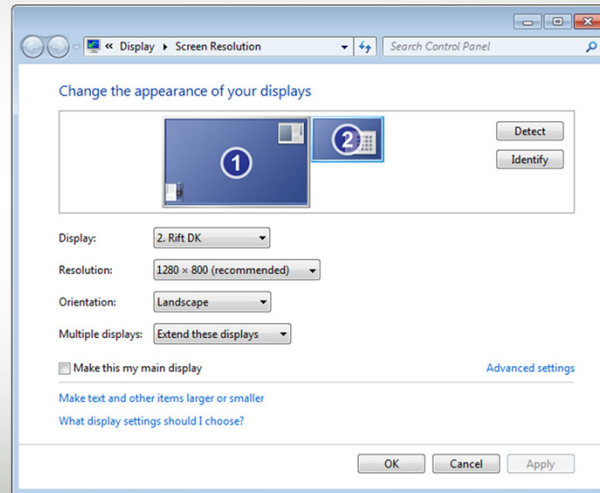 « Display ▸ Screen Resolution
Search Control Panel
Change the appearance of your displays
1
2
Detect
Identify
Display: 2. Rift DK
Resolution: 1280 × 800 (recommended)
Orientation: Landscape
Multiple displays: Extend these displays
Make this my main display
Advanced settings
Make text and other items larger or smaller
What display settings should I choose?
OK Cancel Apply